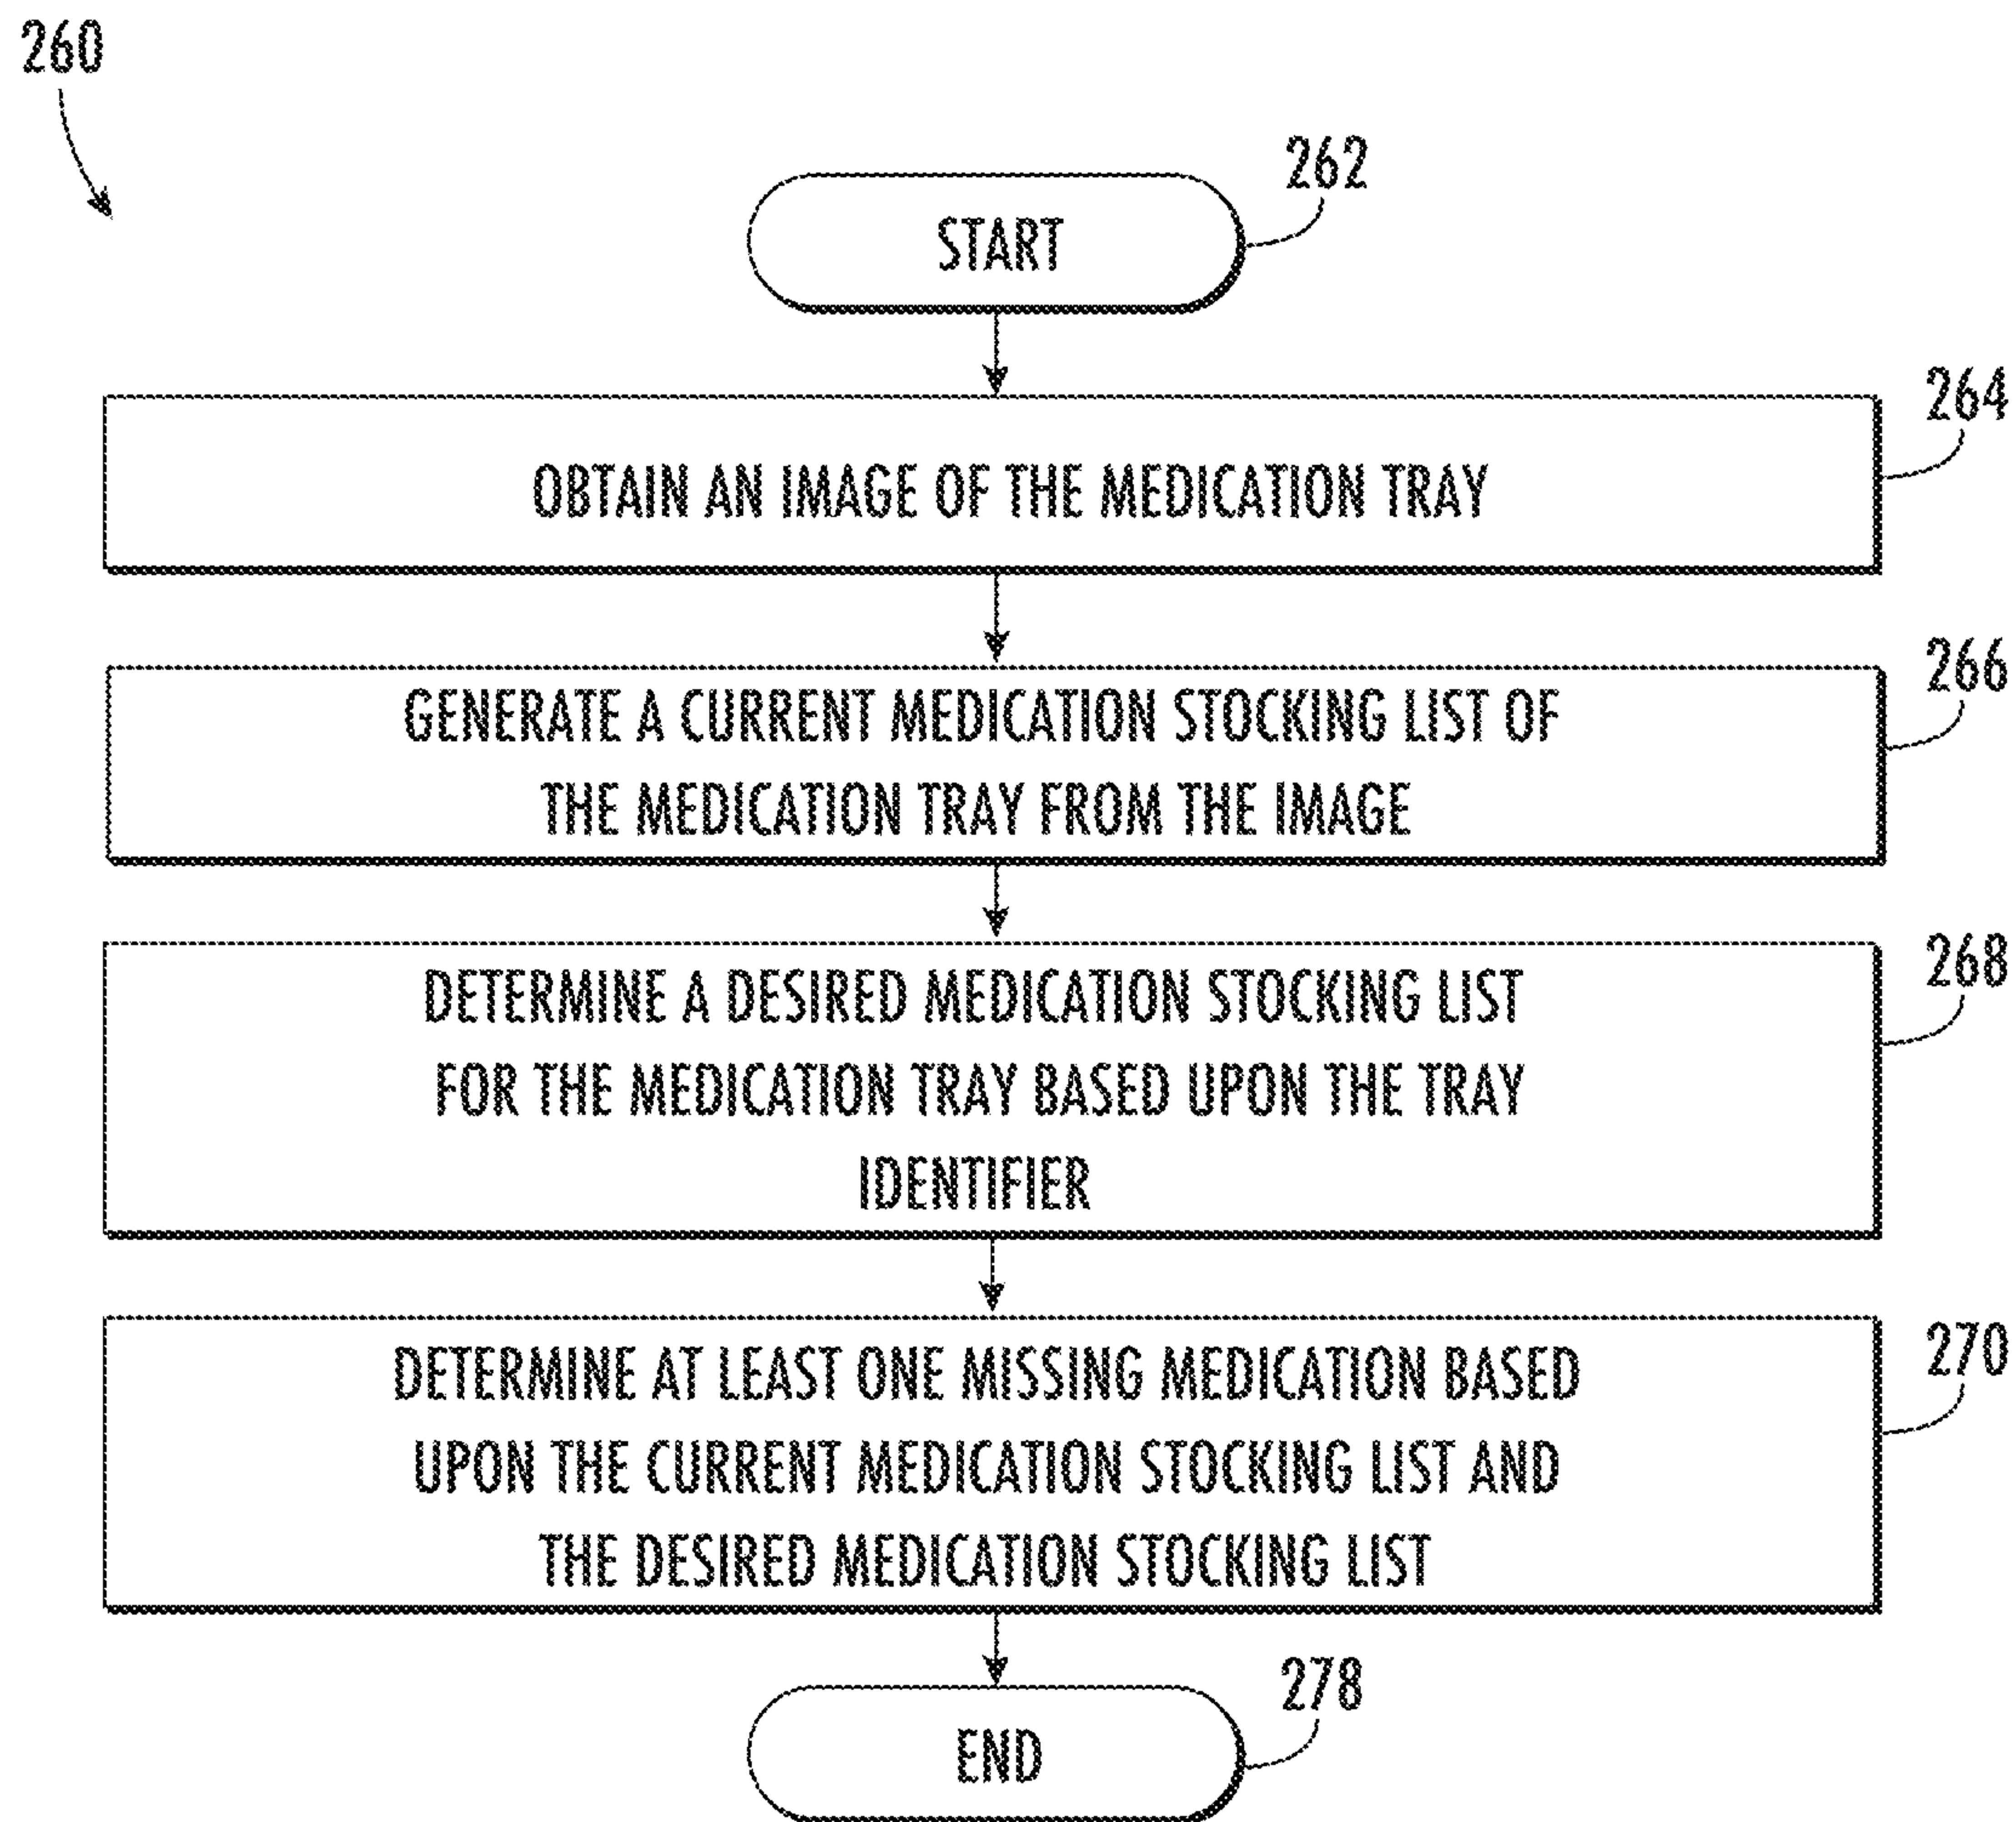 260
262
START
264
OBTAIN AN IMAGE OF THE MEDICATION TRAY
266
GENERATE A CURRENT MEDICATION STOCKING LIST OF
THE MEDICATION TRAY FROM THE IMAGE
268
DETERMINE A DESIRED MEDICATION STOCKING LIST
FOR THE MEDICATION TRAY BASED UPON THE TRAY
IDENTIFIER
270
DETERMINE AT LEAST ONE MISSING MEDICATION BASED
UPON THE CURRENT MEDICATION STOCKING LIST AND
THE DESIRED MEDICATION STOCKING LIST
278
END